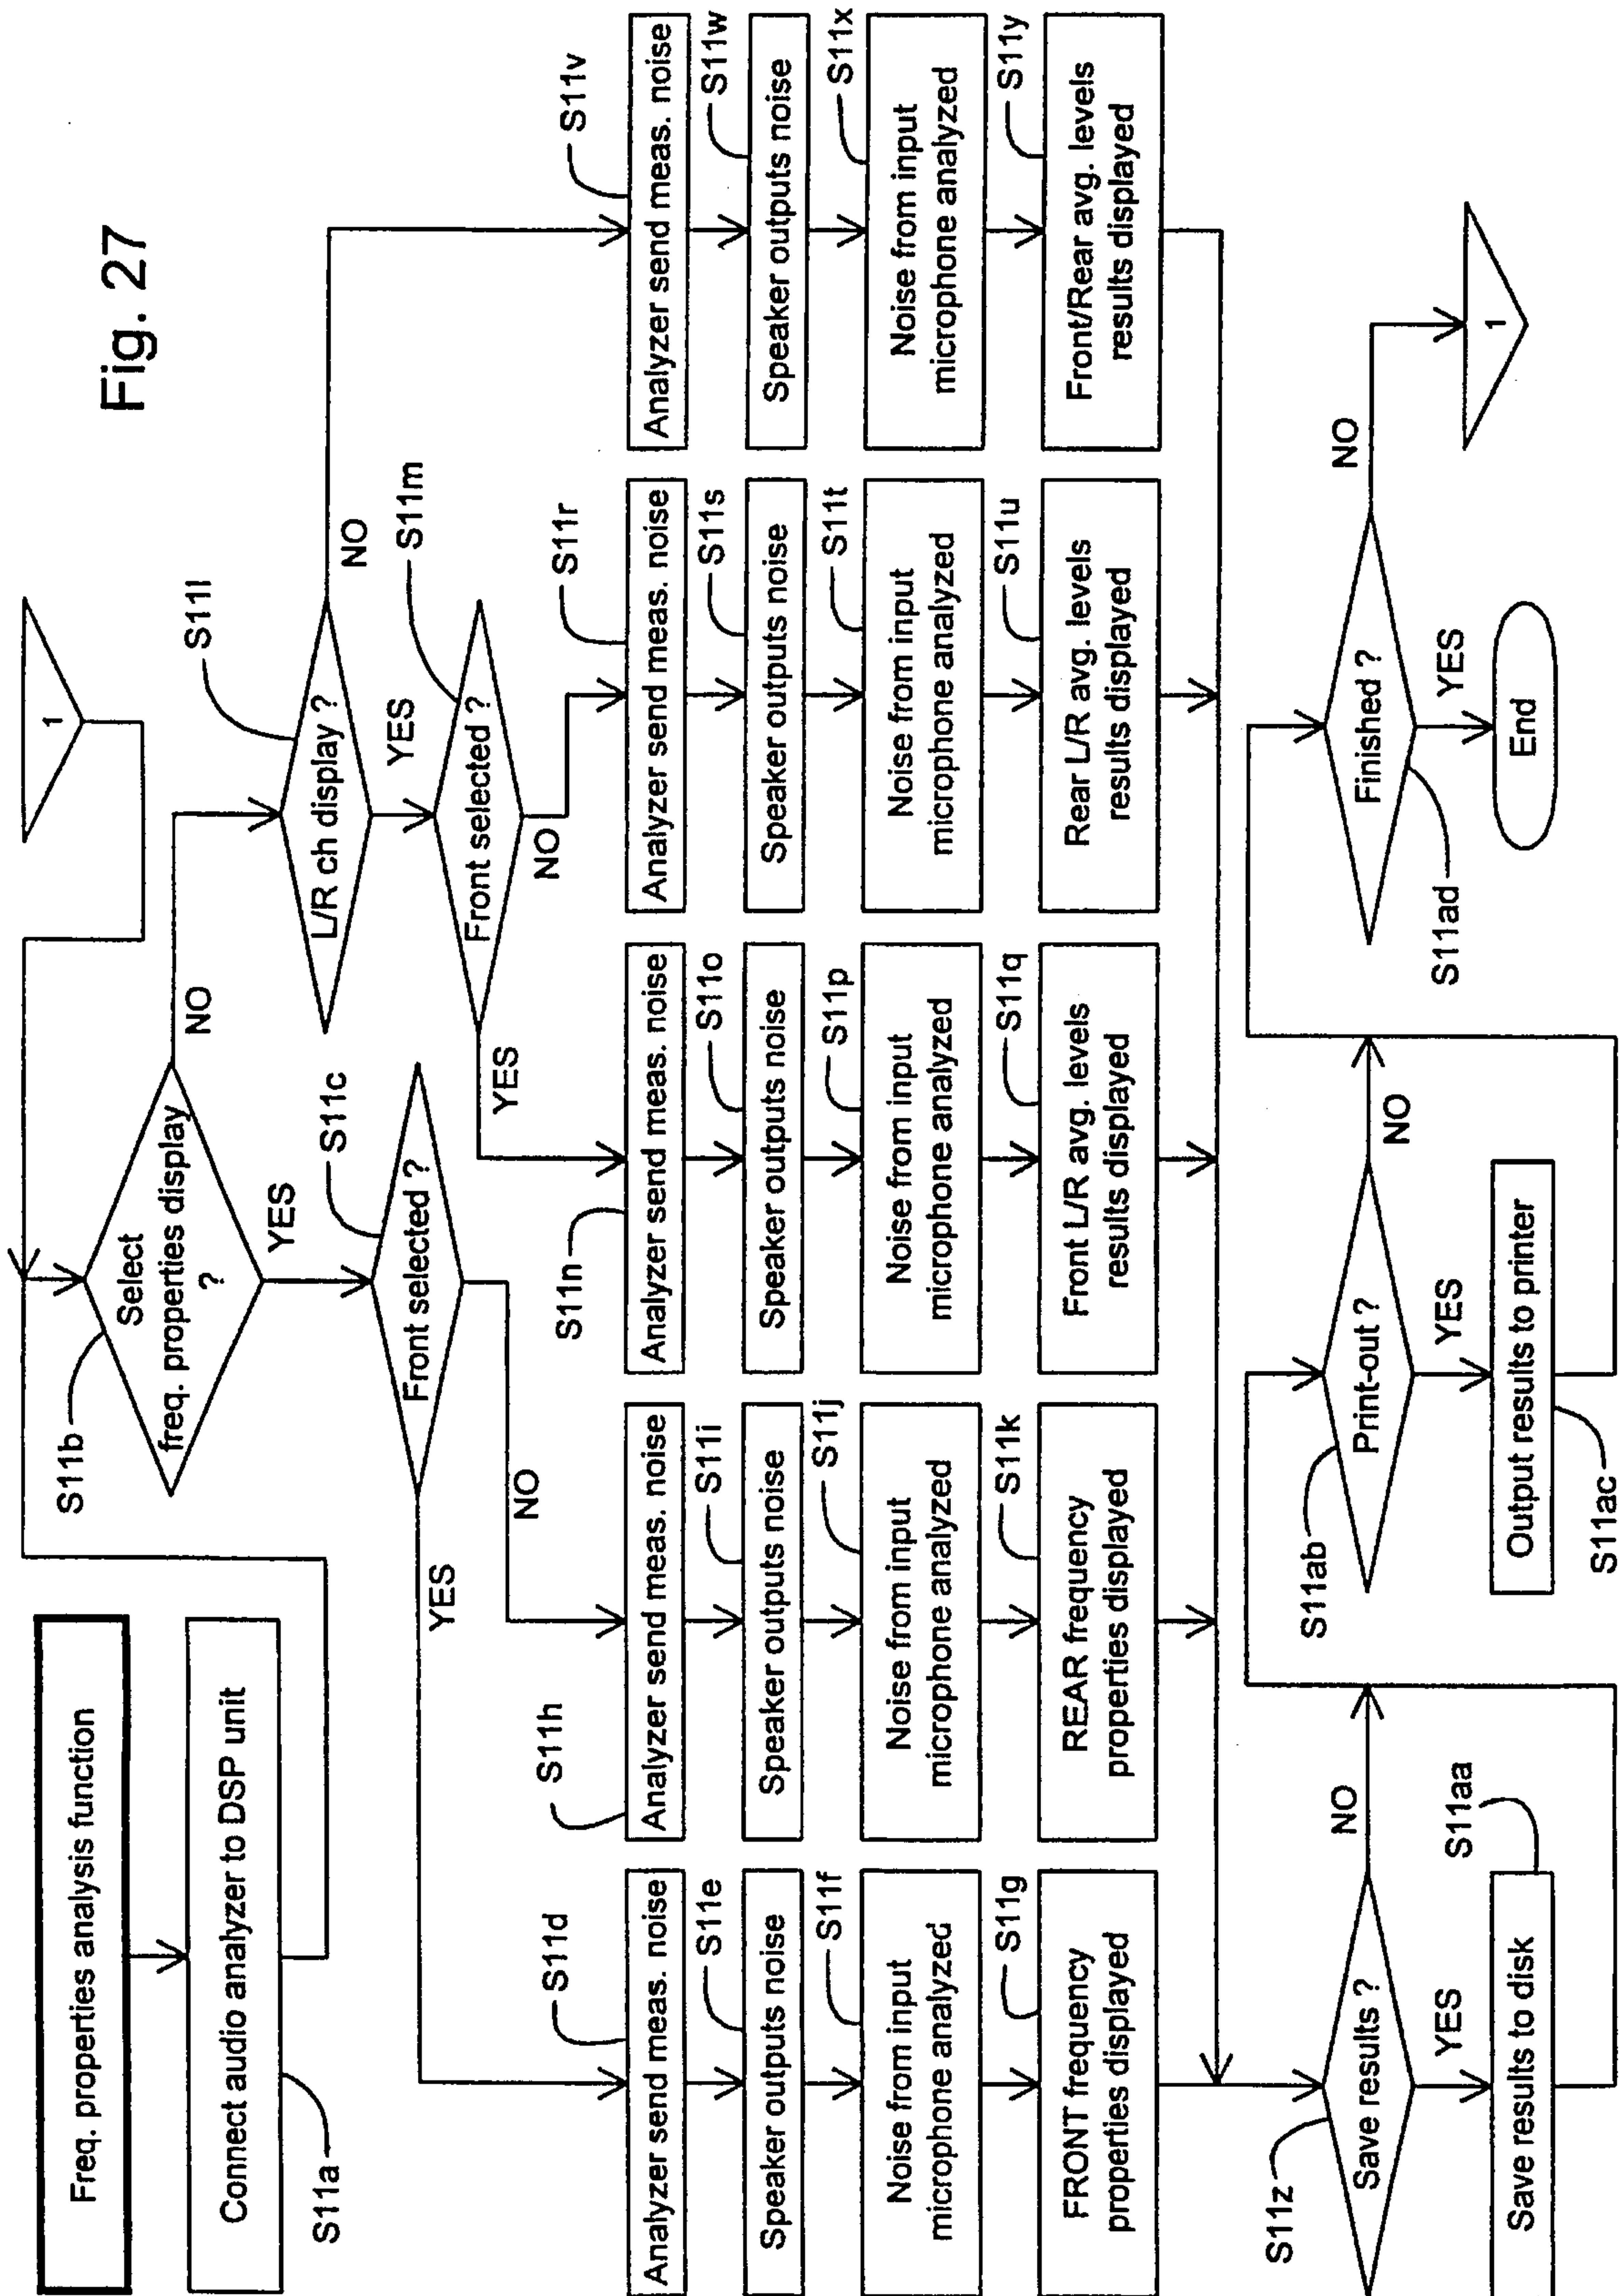 Fig. 27
Freq. properties analysis function
Connect audio analyzer to DSP unit
S11a
1
S11b
Select
freq. properties display
?
NO
YES
S11c
Front selected ?
YES
NO
S11l
L/R ch display ?
NO
YES
S11m
Front selected ?
YES
NO
S11d
Analyzer send meas. noise
S11e
Speaker outputs noise
S11f
Noise from input
microphone analyzed
S11g
FRONT frequency
properties displayed
S11h
Analyzer send meas. noise
S11i
Speaker outputs noise
S11j
Noise from input
microphone analyzed
S11k
REAR frequency
properties displayed
S11n
Analyzer send meas. noise
S11o
Speaker outputs noise
S11p
Noise from input
microphone analyzed
S11q
Front L/R avg. levels
results displayed
S11r
Analyzer send meas. noise
S11s
Speaker outputs noise
S11t
Noise from input
microphone analyzed
S11u
Rear L/R avg. levels
results displayed
S11v
Analyzer send meas. noise
S11w
Speaker outputs noise
S11x
Noise from input
microphone analyzed
S11y
Front/Rear avg. levels
results displayed
S11z
Save results ?
NO
YES
S11aa
Save results to disk
S11ab
Print-out ?
NO
YES
Output results to printer
S11ac
Finished ?
NO
S11ad
YES
End
1